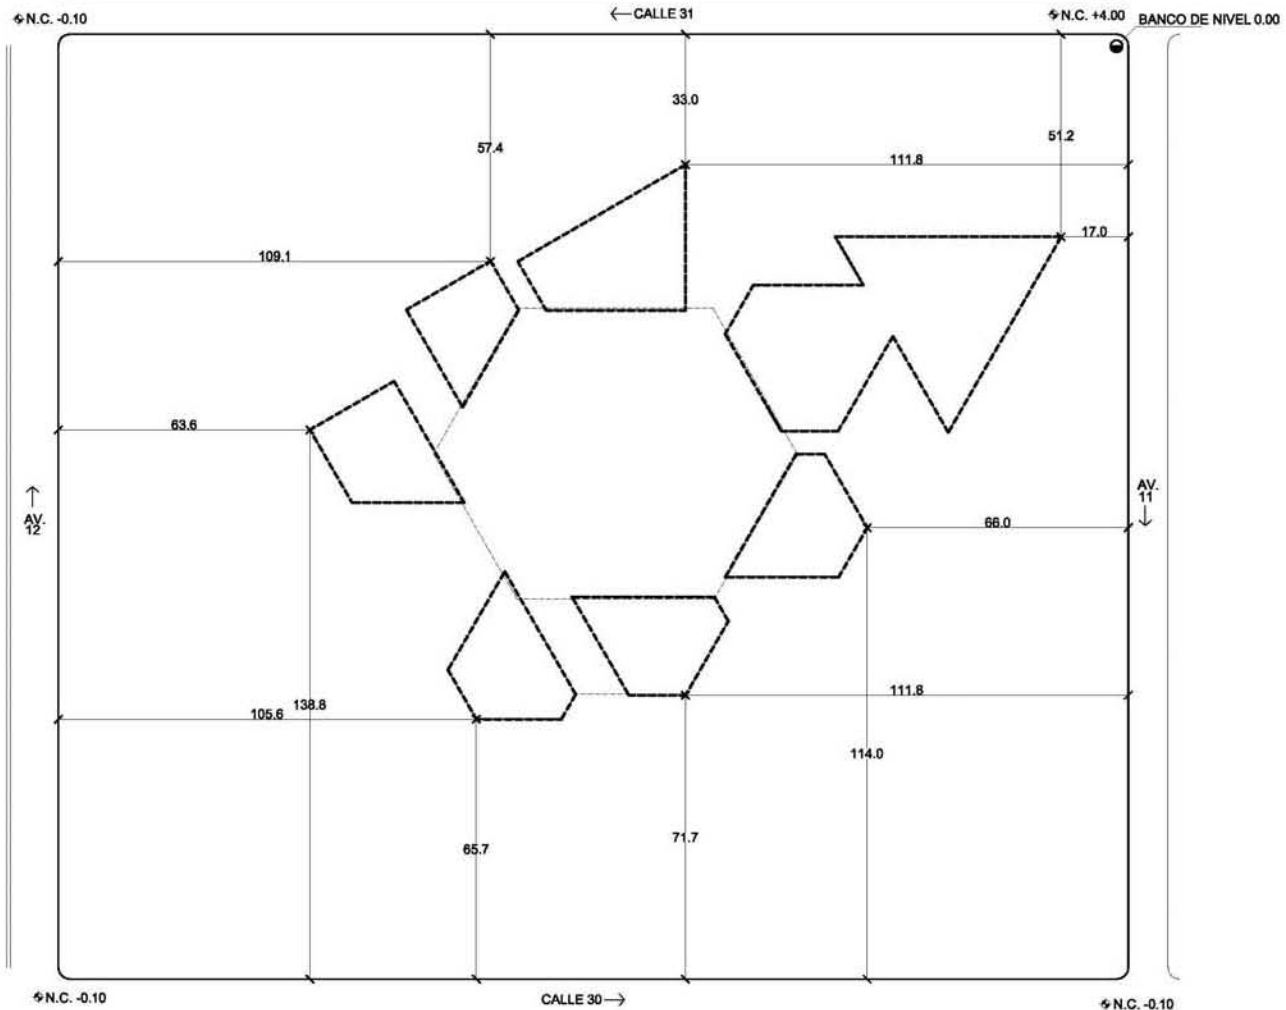 N.C. -0.10
←CALLE 31
N.C. +4.00
BANCO DE NIVEL 0.00
33.0
51.2
57.4
111.8
17.0
109.1
63.6
AV.
12
AV.
11
66.0
138.8
105.6
111.8
114.0
71.7
65.7
N.C. -0.10
CALLE 30→
N.C. -0.10